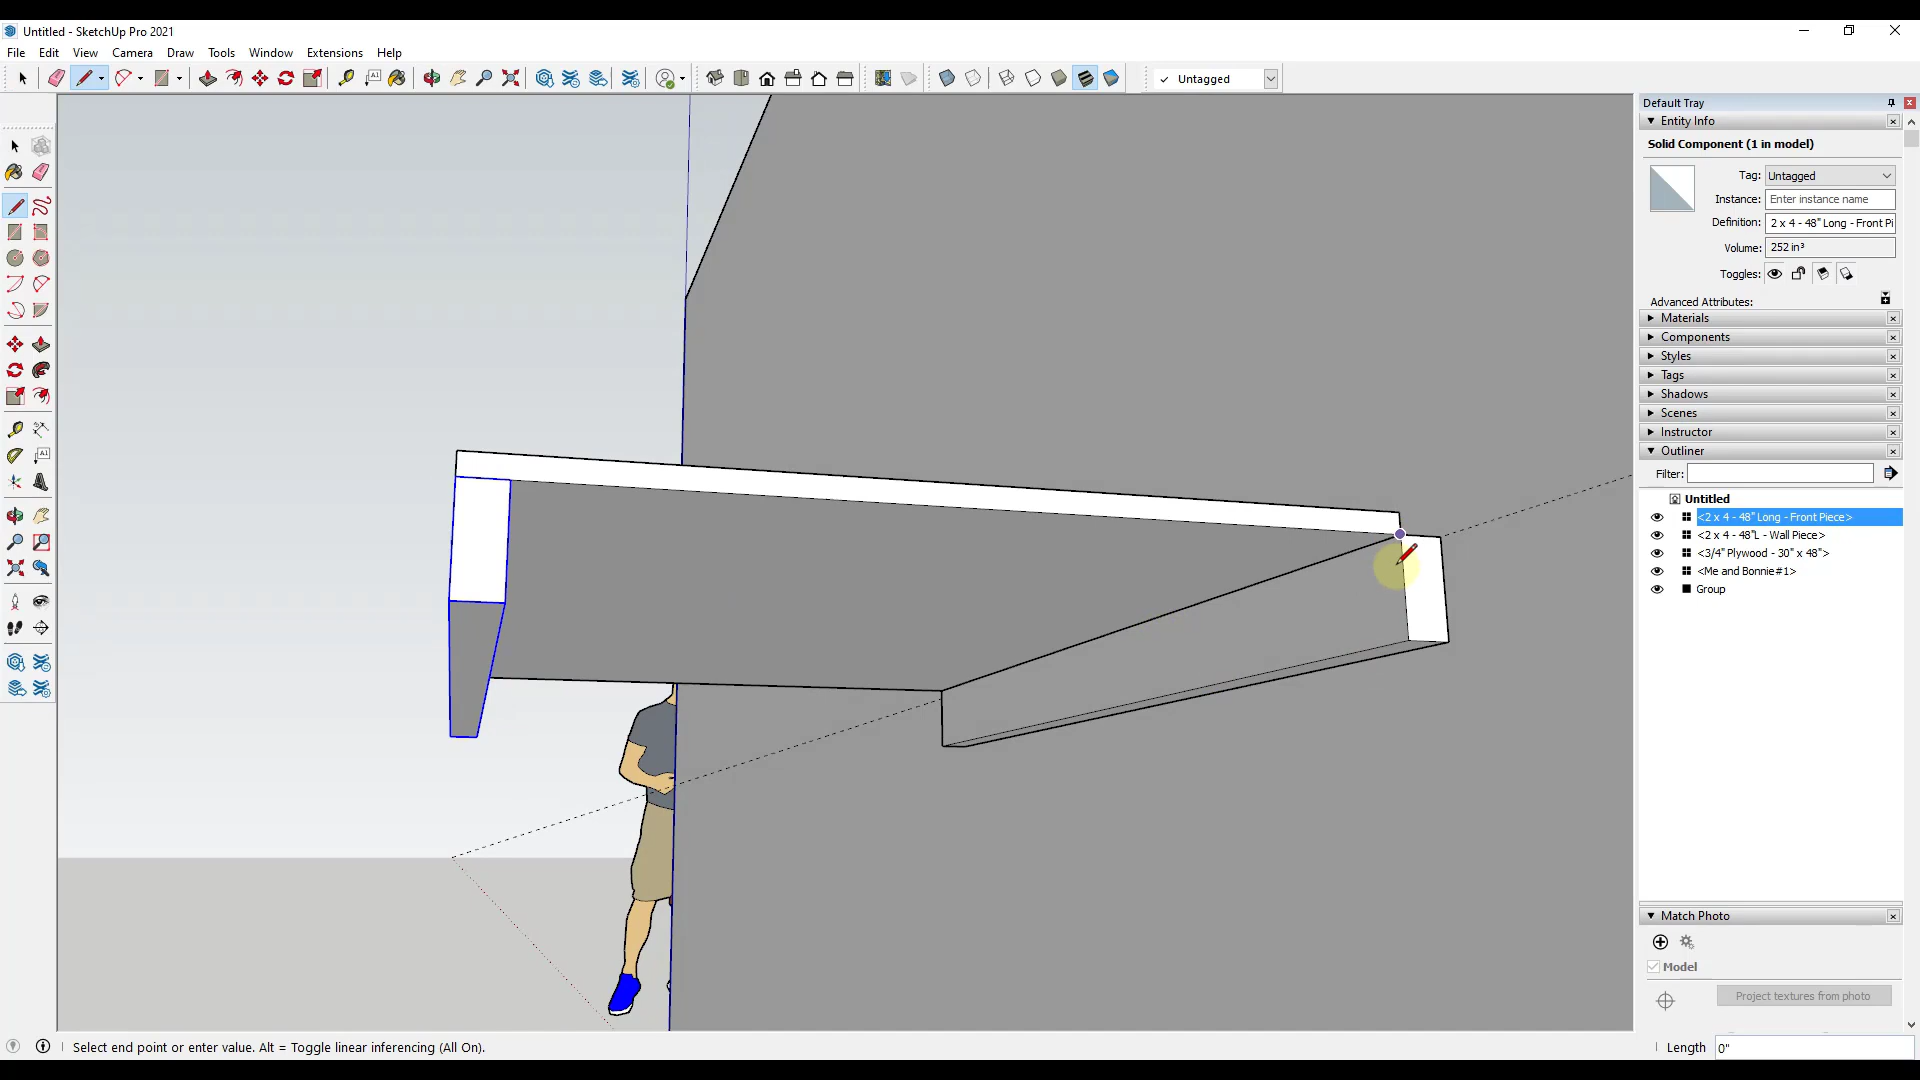 Untitled - SketchUp Pro 2021
File Edit View Camera Draw Tools Window Extensions Help
Untagged
Default Tray
Entity Info
Solid Component (1 in model)
Tag: Untagged
Instance: Enter instance name
Definition: 2 x 4 - 48" Long - Front Pi
Volume: 252 in³
Toggles:
Advanced Attributes:
Materials
Components
Styles
Tags
Shadows
Scenes
Instructor
Outliner
Filter:
Untitled
<2 x 4 - 48" Long - Front Piece>
<2 x 4 - 48"L - Wall Piece>
<3/4" Plywood - 30" x 48">
<Me and Bonnie#1>
Group
Match Photo
Model
Project textures from photo
Select end point or enter value. Alt = Toggle linear inferencing (All On).
Length 0"